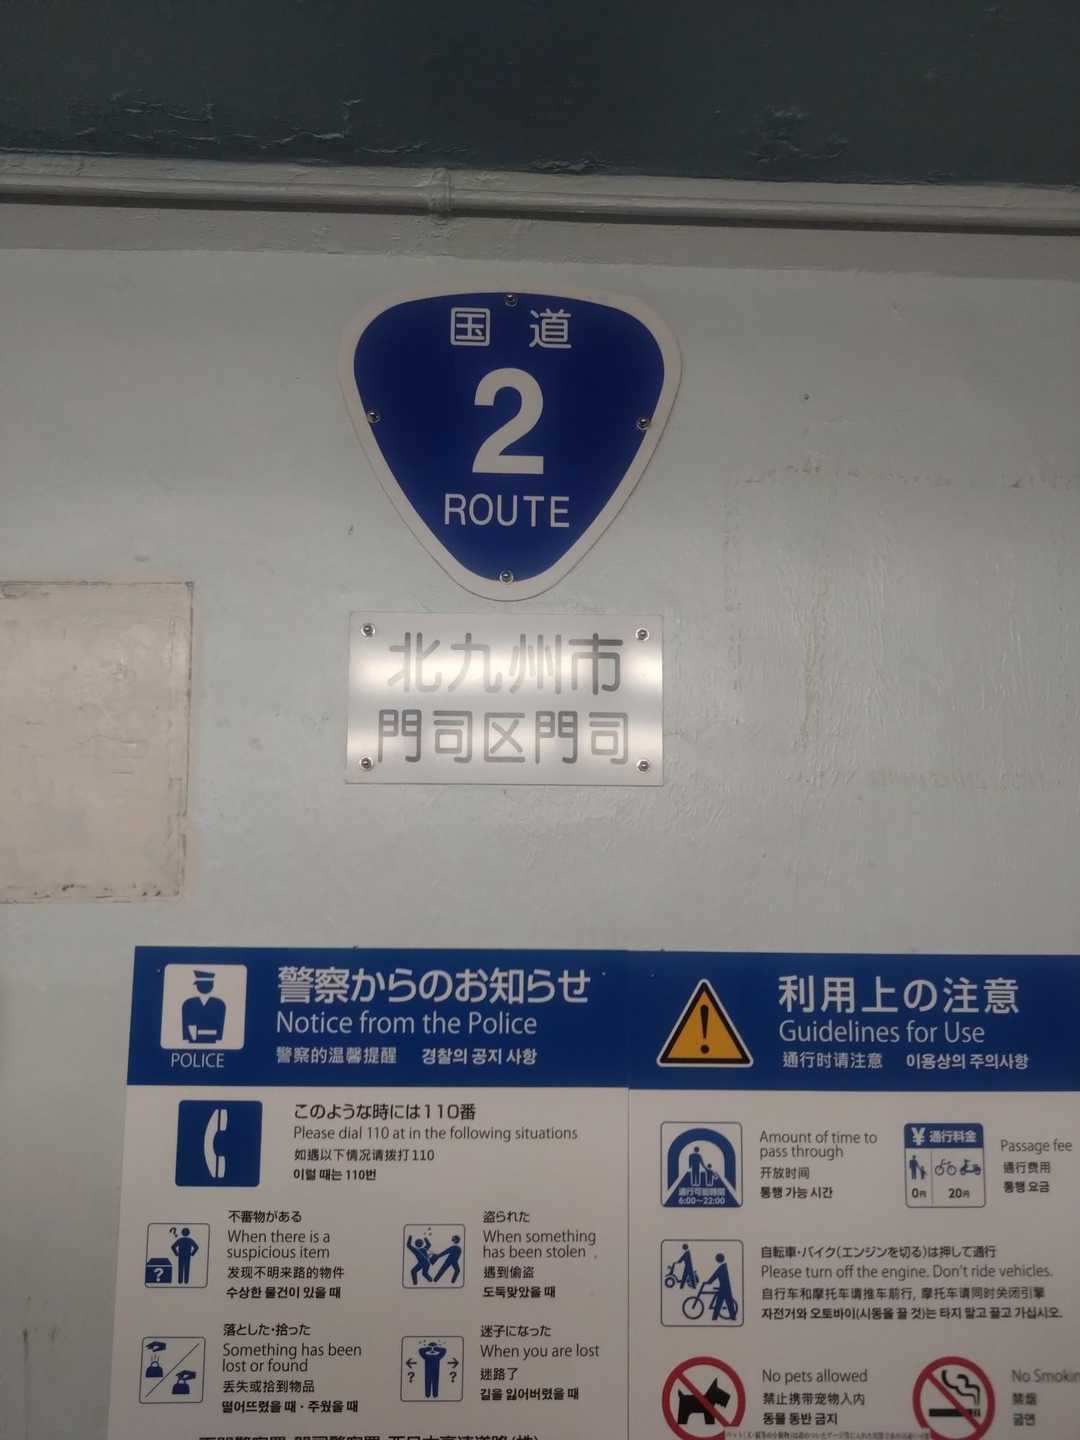 国道
2
ROUTE
北九州市
門司区門司
警察からのお知らせ
Notice from the Police
警察的温馨提醒 경찰의 공지 사항
POLICE
このような時には110番
Please dial 110 at in the following situations
如遇以下情况请拨打110
이럴 때는 110번
不審物がある
When there is a
suspicious item
发现不明来路的物件
수상한 물건이 있을 때
盗られた
When something
has been stolen
遇到偷盗
도둑맞았을 때
落とした・拾った
Something has been
lost or found
丢失或拾到物品
떨어뜨렸을 때・주웠을 때
迷子になった
When you are lost
迷路了
길을 잃어버렸을 때
利用上の注意
Guidelines for Use
通行时请注意 이용상의 주의사항
通行可能時間
6:00~22:00
Amount of time to
pass through
开放时间
통행 가능 시간
¥ 通行料金
0円 20円
Passage fee
通行费用
통행 요금
自転車・バイク(エンジンを切る)は押して通行
Please turn off the engine. Don't ride vehicles.
自行车和摩托车请推车前行, 摩托车请同时关闭引擎
자전거와 오토바이(시동을 끌 것)는 타지 말고 끌고 가십시오.
No pets allowed
禁止携带宠物入内
동물 동반 금지
No Smokin
禁烟
금연